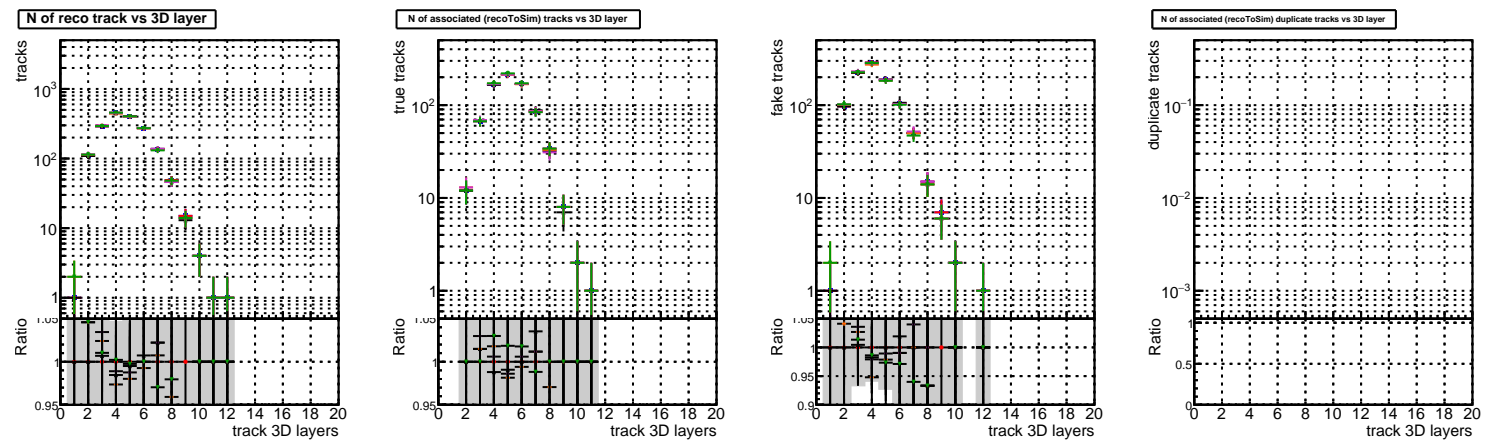 N of reco track vs 3D layer
tracks
10³
10²
10
1
Ratio
1.05
1
0.95
0 2 4 6 8 10 12 14 16 18 20
track 3D layers
N of associated (recoToSim) tracks vs 3D layer
true tracks
10²
10
1
Ratio
1.05
1
0.95
0 2 4 6 8 10 12 14 16 18 20
track 3D layers
fake tracks
10²
10
1
Ratio
1.05
1
0.95
0.9
0 2 4 6 8 10 12 14 16 18 20
track 3D layers
N of associated (recoToSim) duplicate tracks vs 3D layer
duplicate tracks
10⁻¹
10⁻²
10⁻³
Ratio
1
0.5
0
0 2 4 6 8 10 12 14 16 18 20
track 3D layers